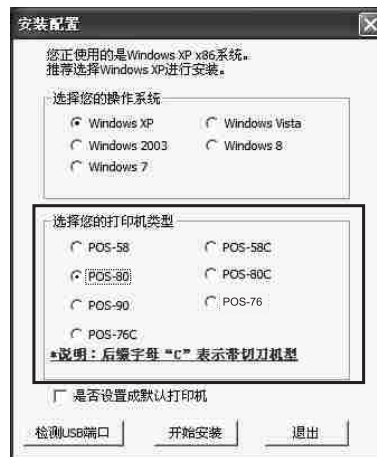 安装配置
您正使用的是Windows XP x86系统。
推荐选择Windows XP进行安装。
选择您的操作系统
Windows XP Windows Vista
Windows 2003 Windows 8
Windows 7
选择您的打印机类型
POS-58 POS-58C
POS-80 POS-80C
POS-90 POS-76
POS-76C
*说明：后缀字母“C”表示带切刀机型
是否设置成默认打印机
检测USB端口 开始安装 退出